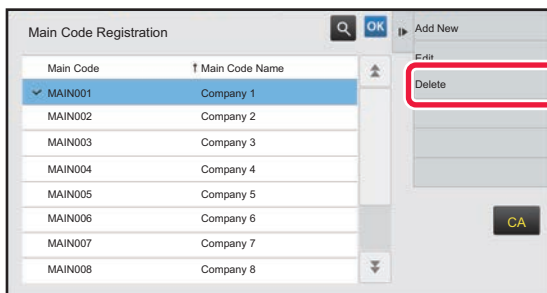 Main Code Registration OK Add New
Edit
Main Code Main Code Name
Delete
MAIN001 Company 1
MAIN002 Company 2
MAIN003 Company 3
MAIN004 Company 4
MAIN005 Company 5
MAIN006 Company 6
CA
MAIN007 Company 7
MAIN008 Company 8